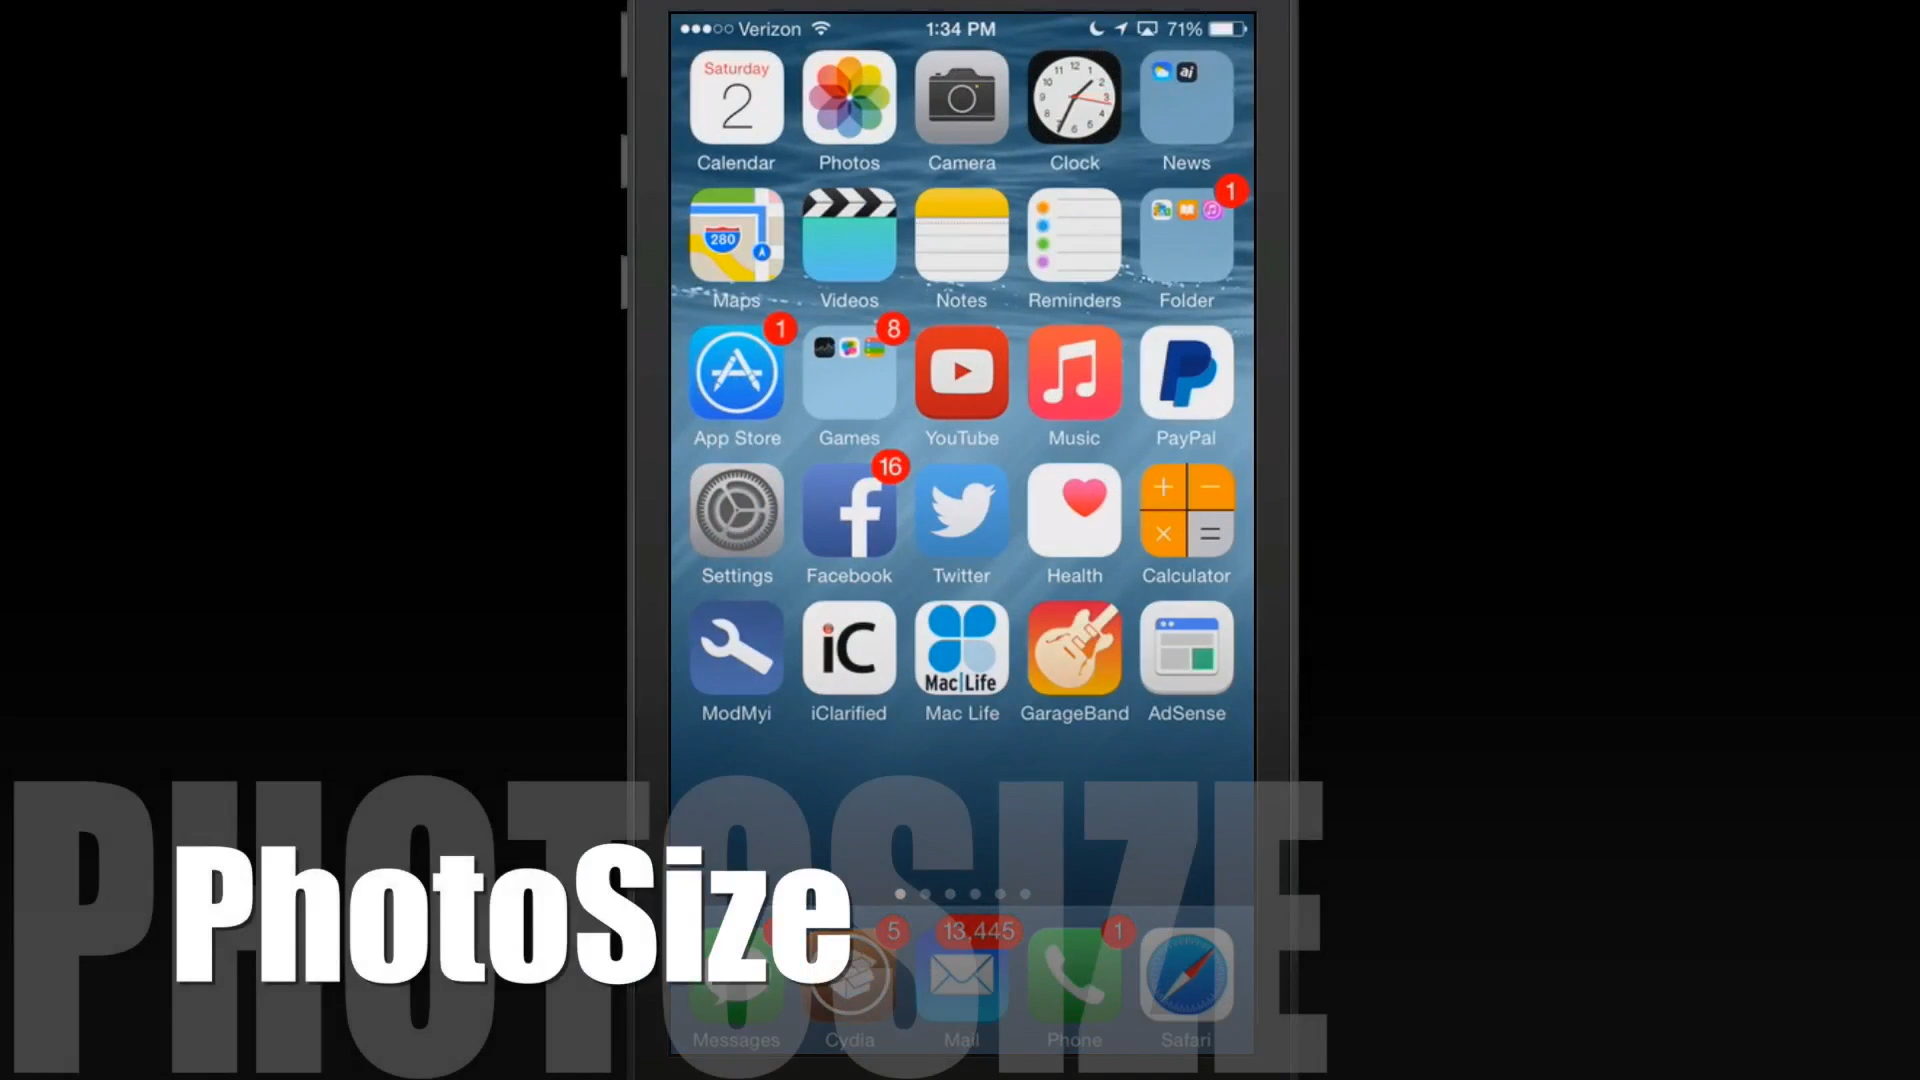 Verizon 1:34 PM 71%
Saturday
2
Calendar Photos Camera Clock News
280
1
Maps Videos Notes Reminders Folder
1 8
App Store Games YouTube Music PayPal
16
Settings Facebook Twitter Health Calculator
iC Mac|Life
ModMyi iClarified Mac Life GarageBand AdSense
PHOTOSIZE
PhotoSize
5 13,445 1
Messages Cydia Mail Phone Safari